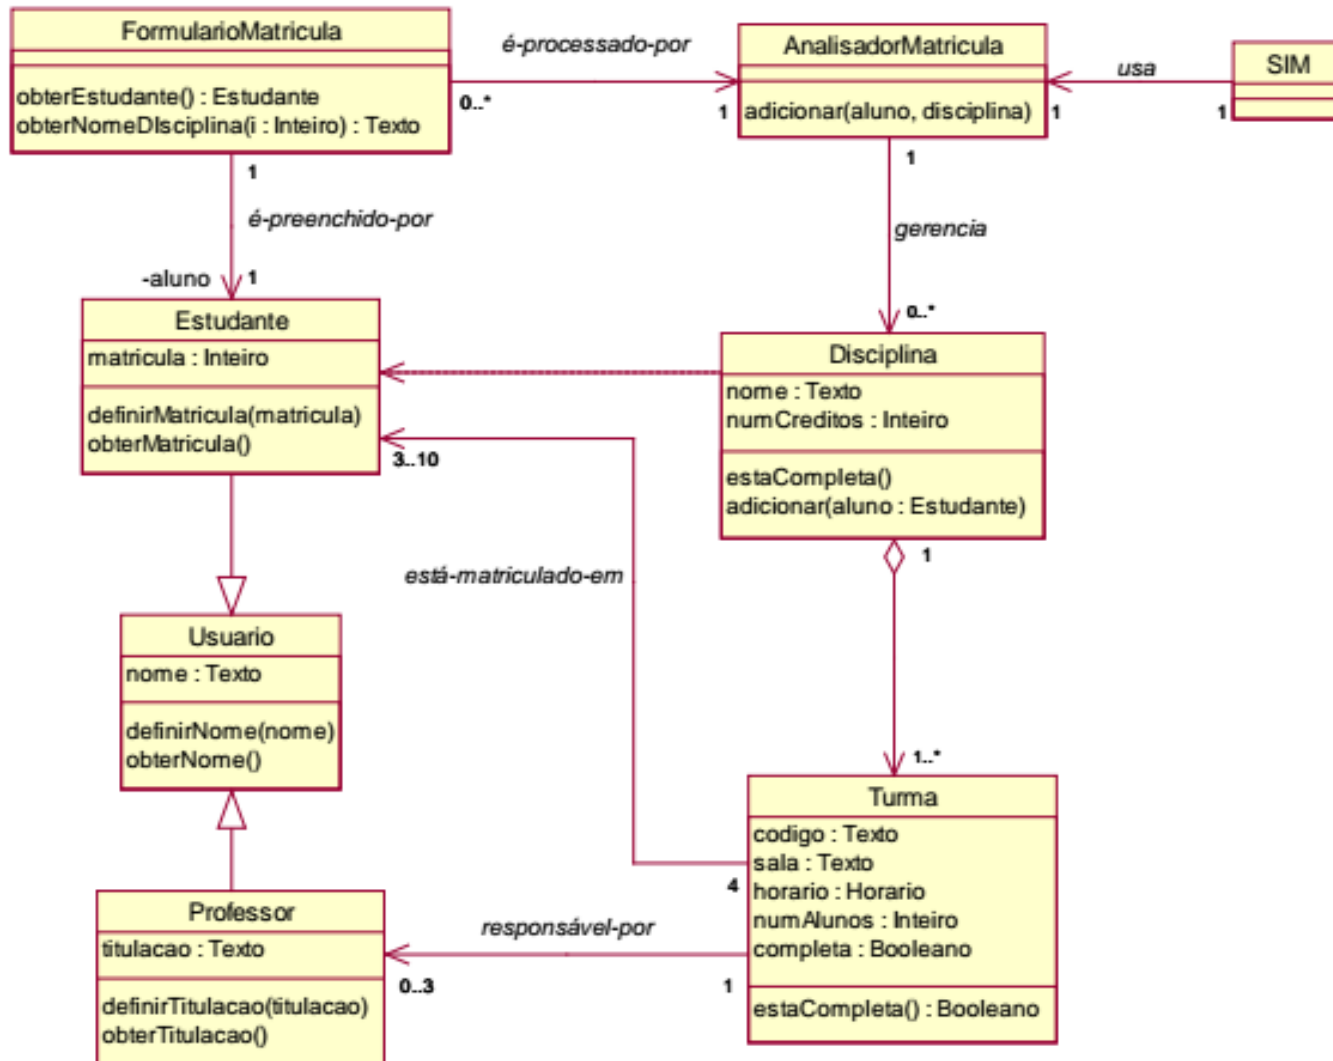 FormularioMatricula
obterEstudante() : Estudante
obterNomeDIsciplina(i : Inteiro) : Texto
é-processado-por
0..*
1
AnalisadorMatricula
adicionar(aluno, disciplina)
usa
1
1
SIM
1
é-preenchido-por
-aluno
1
1
gerencia
0..*
Estudante
matricula : Inteiro
definirMatricula(matricula)
obterMatricula()
3..10
Disciplina
nome : Texto
numCreditos : Inteiro
estaCompleta()
adicionar(aluno : Estudante)
1
está-matriculado-em
Usuario
nome : Texto
definirNome(nome)
obterNome()
1..*
Turma
codigo : Texto
sala : Texto
horario : Horario
numAlunos : Inteiro
completa : Booleano
estaCompleta() : Booleano
4
responsável-por
0..3
1
Professor
titulacao : Texto
definirTitulacao(titulacao)
obterTitulacao()